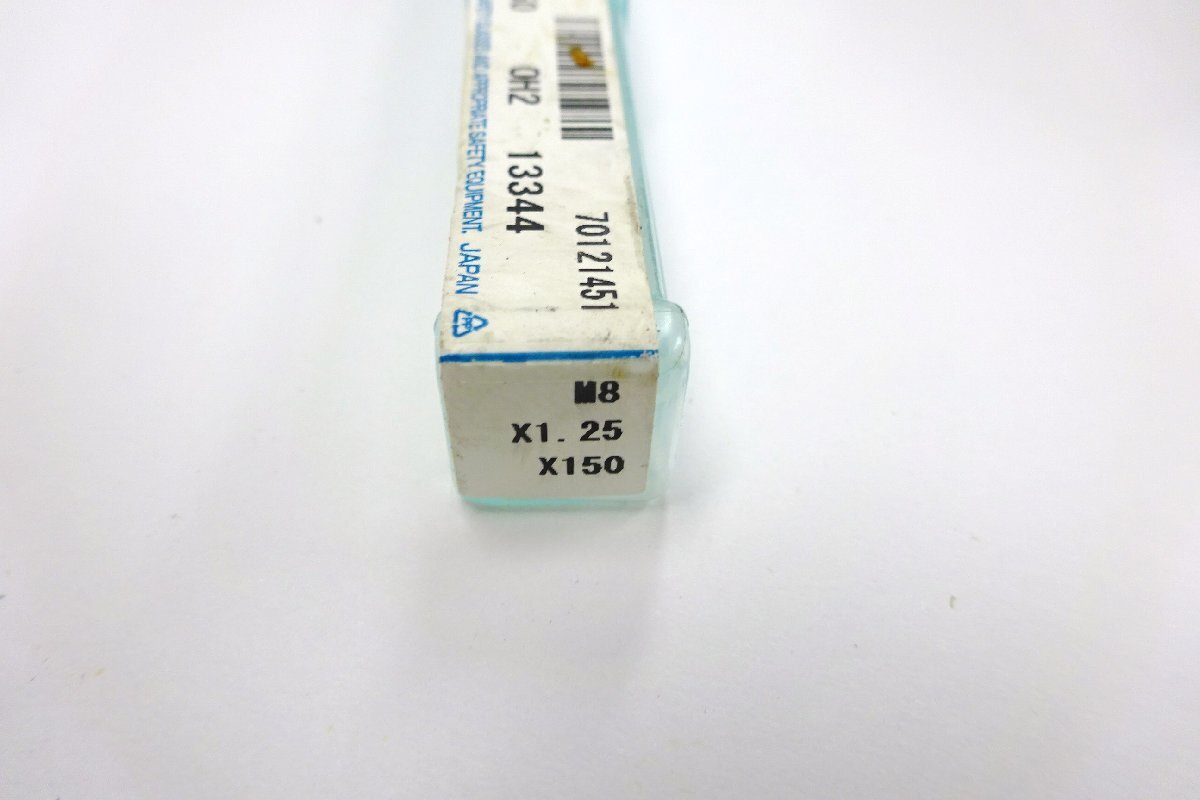 OH2 13344
70121451
APPROPRIATE SAFETY EQUIPMENT. JAPAN
M8
X1. 25
X150